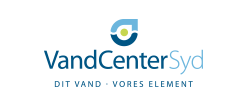 VandCenterSyd
DIT VAND · VORES ELEMENT